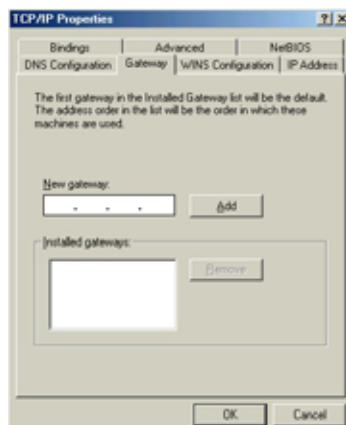 TCP/IP Properties
Bindings Advanced NetBIOS
DNS Configuration Gateway WINS Configuration IP Address
The first gateway in the Installed Gateway list will be the default.
The address order in the list will be the order in which these
machines are used.
New gateway:
. . .
Add
Installed gateways:
Remove
OK Cancel